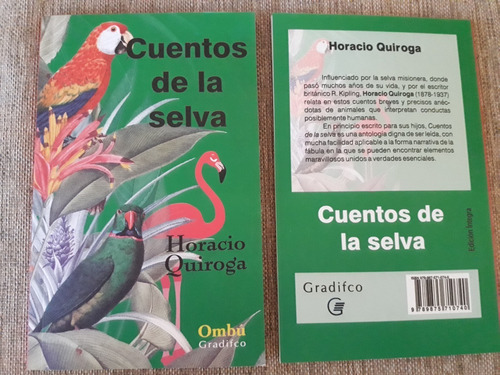 Cuentos
de la
selva
Horacio
Quiroga
Ombú
Gradifco
Horacio Quiroga
Influenciado por la selva misionera, donde
pasó muchos años de su vida, y por el escritor
británico R. Kipling, Horacio Quiroga (1878-1937)
relata en estos cuentos breves y precisos anéc-
dotas de animales que interpretan conductas
posiblemente humanas.
En principio escrito para sus hijos, Cuentos
de la selva es una antología digna de ser leída, con
mucha facilidad aplicable a la forma narrativa de la
fábula en la que se pueden encontrar elementos
maravillosos unidos a verdades esenciales.
Cuentos de
la selva
Edición íntegra
Gradifco
9789875710740